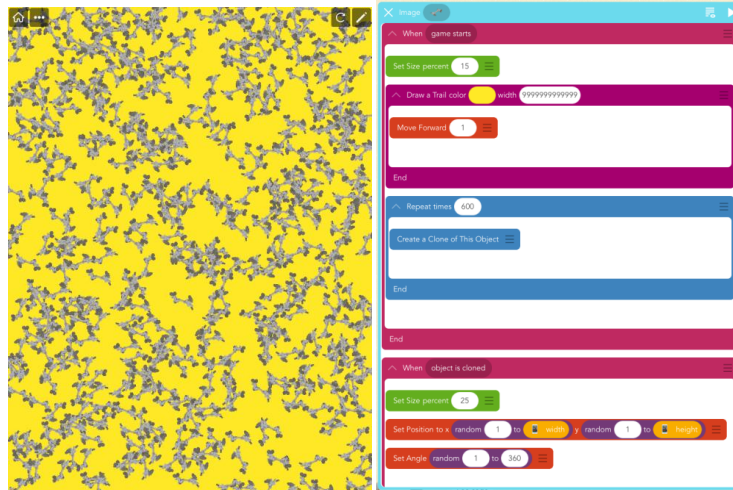 Image
When game starts
Set Size percent 15
Draw a Trail color width 9999999999999
Move Forward 1
End
Repeat times 600
Create a Clone of This Object
End
End
When object is cloned
Set Size percent 25
Set Position to x random 1 to width y random 1 to height
Set Angle random 1 to 360